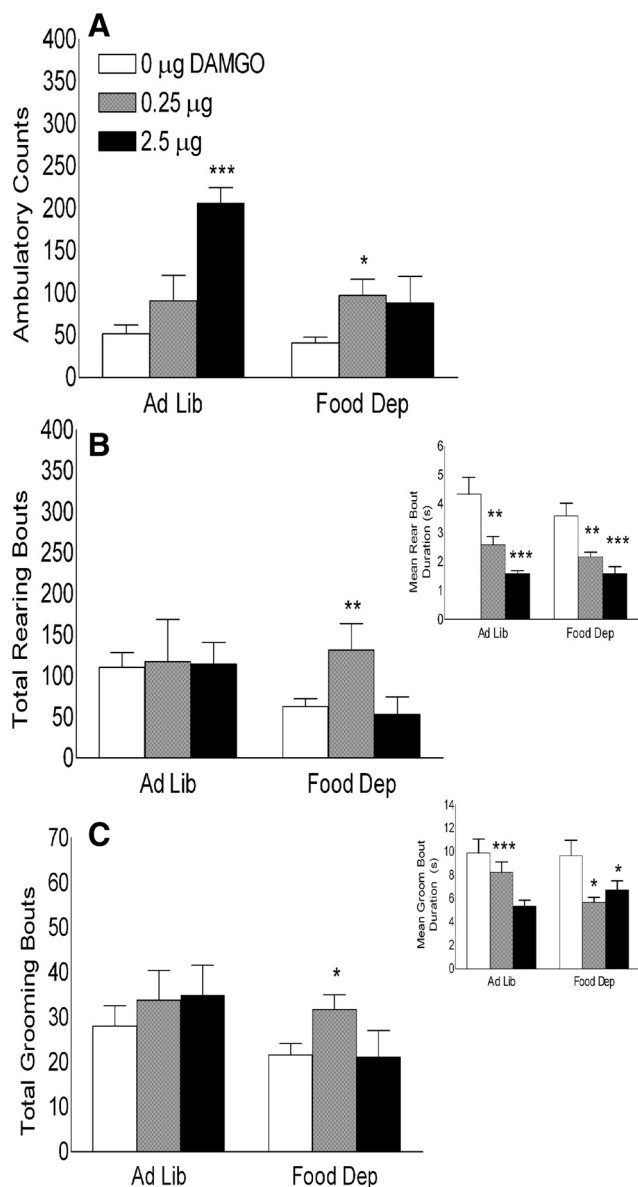 A
400
350
300
250
200
150
100
50
0
Ambulatory Counts
0 μg DAMGO
0.25 μg
2.5 μg
***
*
Ad Lib Food Dep
B
400
350
300
250
200
150
100
50
0
Total Rearing Bouts
**
Ad Lib Food Dep
6
5
4
3
2
1
0
Mean Rear Bout
Duration (s)
** *** ** ***
Ad Lib Food Dep
C
70
60
50
40
30
20
10
0
Total Grooming Bouts
*
Ad Lib Food Dep
14
12
10
8
6
4
2
0
Mean Groom Bout
Duration (s)
*** * *
Ad Lib Food Dep